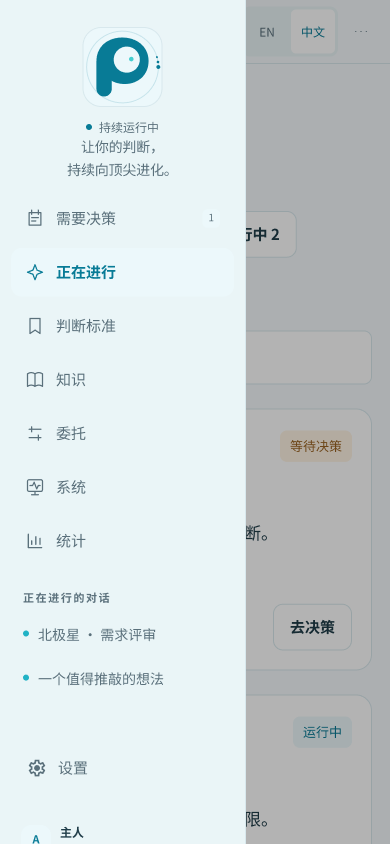 EN
中文
···
持续运行中
让你的判断，
持续向顶尖进化。
需要决策
1
行中 2
正在进行
判断标准
知识
等待决策
委托
系统
断。
统计
正在进行的对话
北极星 · 需求评审
去决策
一个值得推敲的想法
运行中
设置
限。
主人
A